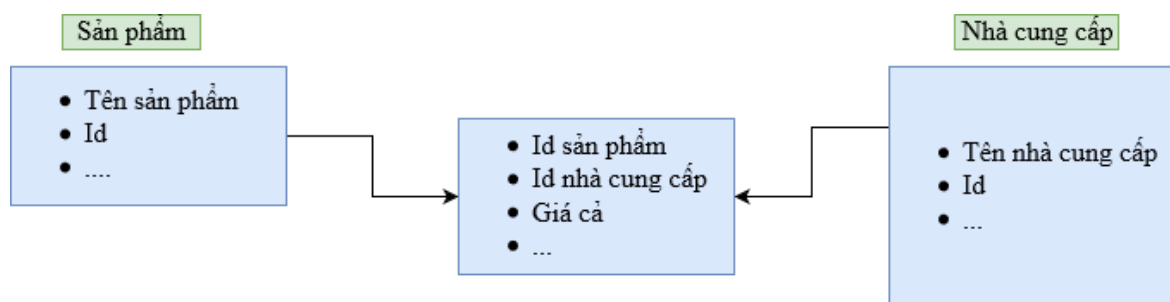 Sản phẩm
Nhà cung cấp
• Tên sản phẩm
• Id
• ....
• Id sản phẩm
• Id nhà cung cấp
• Giá cả
• ...
• Tên nhà cung cấp
• Id
• ...